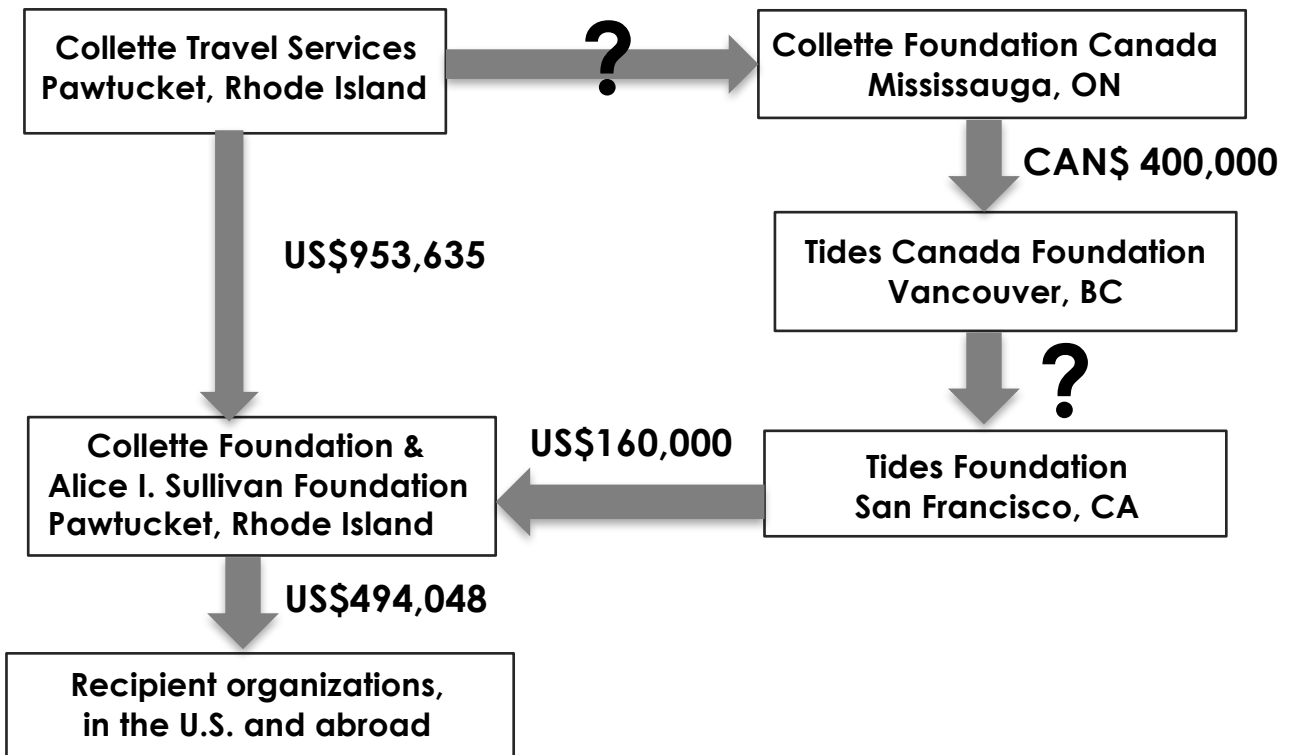 Collette Travel Services
Pawtucket, Rhode Island
?
Collette Foundation Canada
Mississauga, ON
CAN$ 400,000
US$953,635
Tides Canada Foundation
Vancouver, BC
?
Collette Foundation &
Alice I. Sullivan Foundation
Pawtucket, Rhode Island
US$160,000
Tides Foundation
San Francisco, CA
US$494,048
Recipient organizations,
in the U.S. and abroad